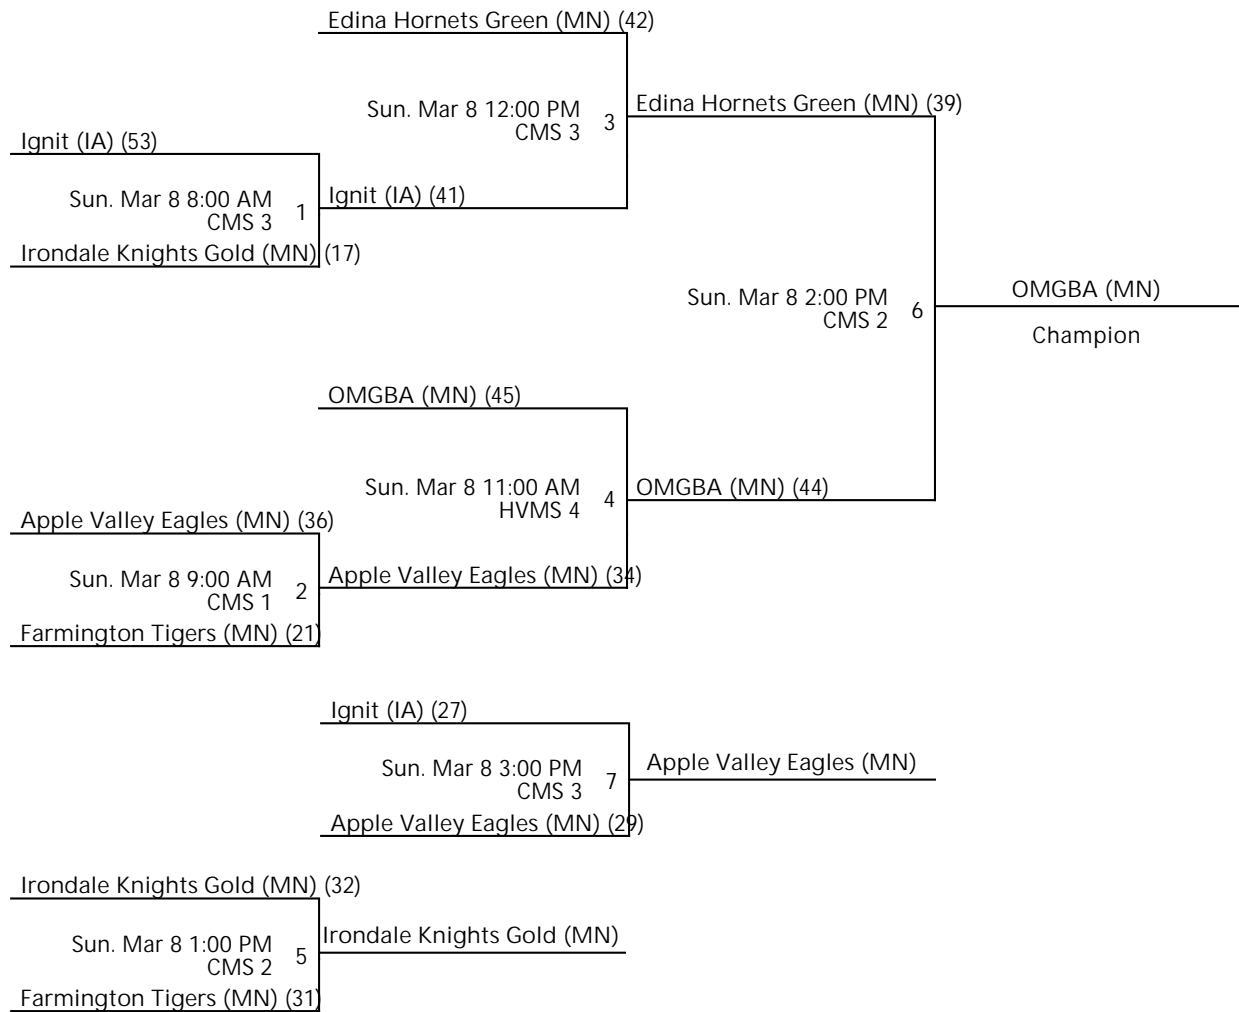 Edina Hornets Green (MN) (42)
Sun. Mar 8 12:00 PM
CMS 3
3
Edina Hornets Green (MN) (39)
Ignit (IA) (53)
Sun. Mar 8 8:00 AM
CMS 3
1
Ignit (IA) (41)
Irondale Knights Gold (MN) (17)
Sun. Mar 8 2:00 PM
CMS 2
6
OMGBA (MN)
Champion
OMGBA (MN) (45)
Sun. Mar 8 11:00 AM
HVMS 4
4
OMGBA (MN) (44)
Apple Valley Eagles (MN) (36)
Sun. Mar 8 9:00 AM
CMS 1
2
Apple Valley Eagles (MN) (34)
Farmington Tigers (MN) (21)
Ignit (IA) (27)
Sun. Mar 8 3:00 PM
CMS 3
7
Apple Valley Eagles (MN)
Apple Valley Eagles (MN) (29)
Irondale Knights Gold (MN) (32)
Sun. Mar 8 1:00 PM
CMS 2
5
Irondale Knights Gold (MN)
Farmington Tigers (MN) (31)